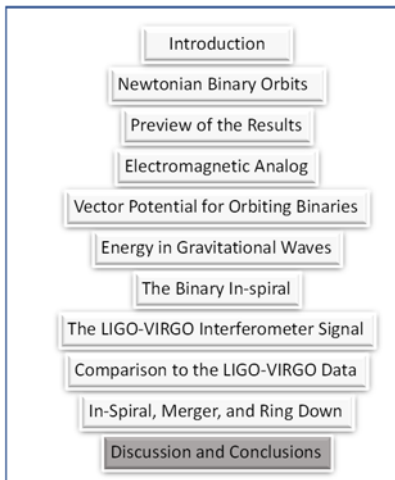 Introduction
Newtonian Binary Orbits
Preview of the Results
Electromagnetic Analog
Vector Potential for Orbiting Binaries
Energy in Gravitational Waves
The Binary In-spiral
The LIGO-VIRGO Interferometer Signal
Comparison to the LIGO-VIRGO Data
In-Spiral, Merger, and Ring Down
Discussion and Conclusions